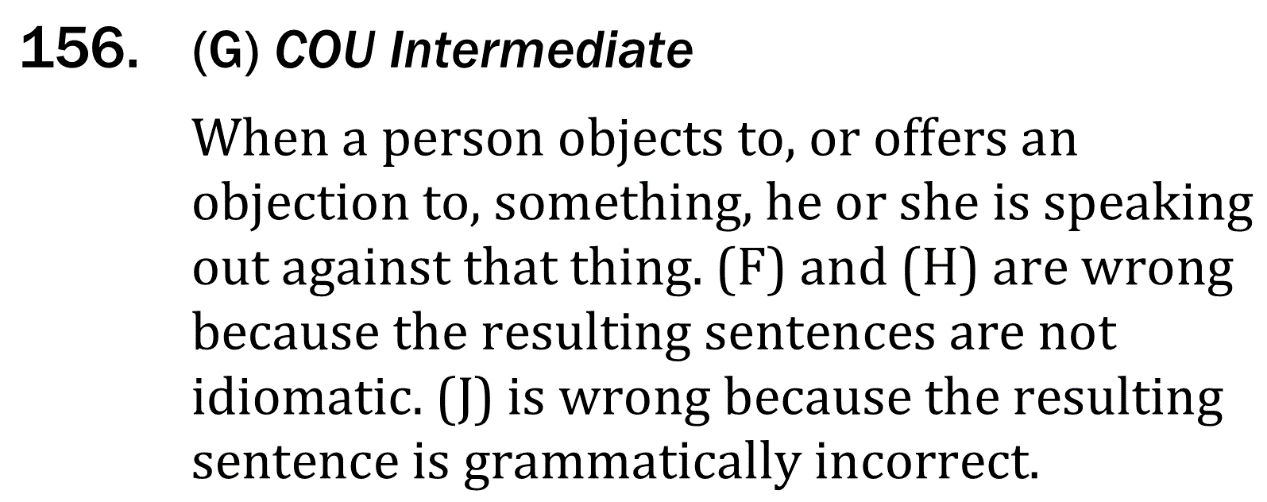 156. (G) COU Intermediate
When a person objects to, or offers an
objection to, something, he or she is speaking
out against that thing. (F) and (H) are wrong
because the resulting sentences are not
idiomatic. (J) is wrong because the resulting
sentence is grammatically incorrect.